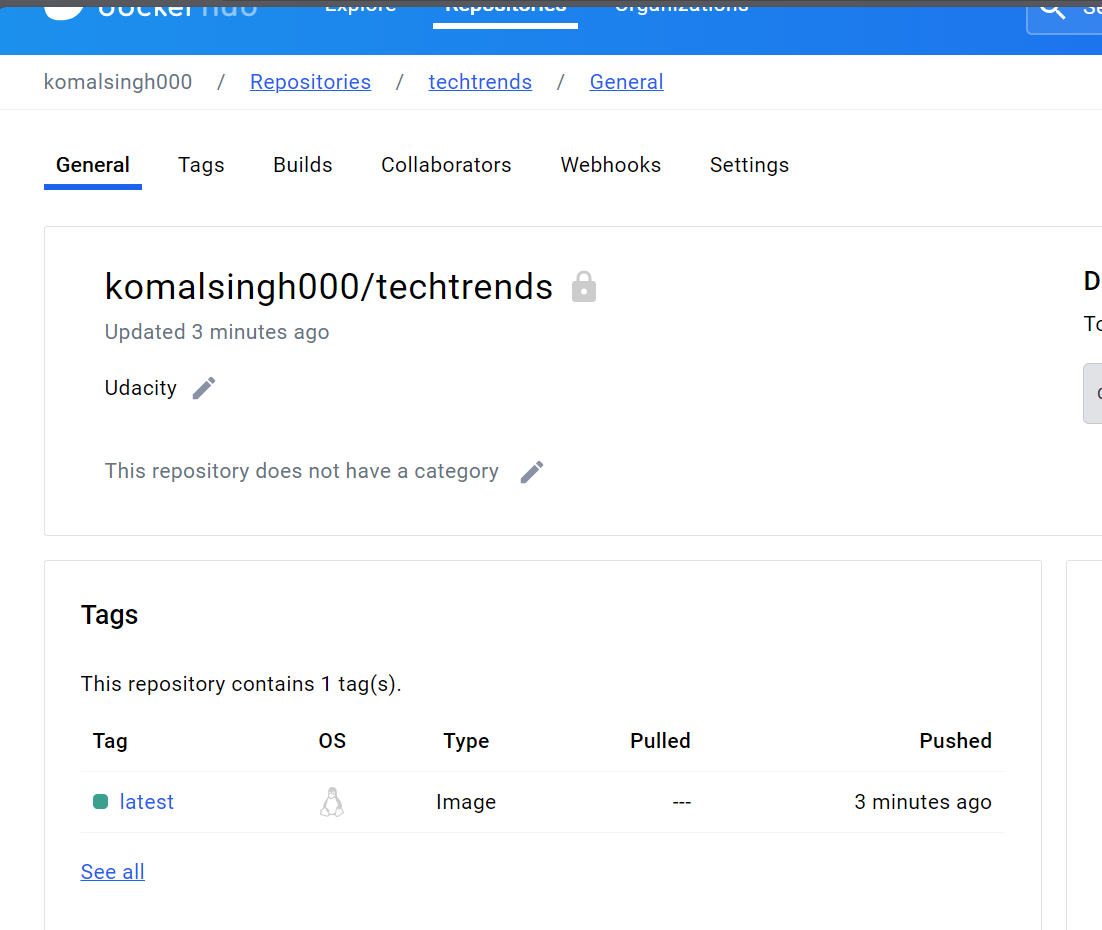 docker hub
Explore Repositories Organizations
komalsingh000 / Repositories / techtrends / General
General Tags Builds Collaborators Webhooks Settings
komalsingh000/techtrends
Updated 3 minutes ago
Udacity
This repository does not have a category
Tags
This repository contains 1 tag(s).
Tag OS Type Pulled Pushed
latest Image --- 3 minutes ago
See all